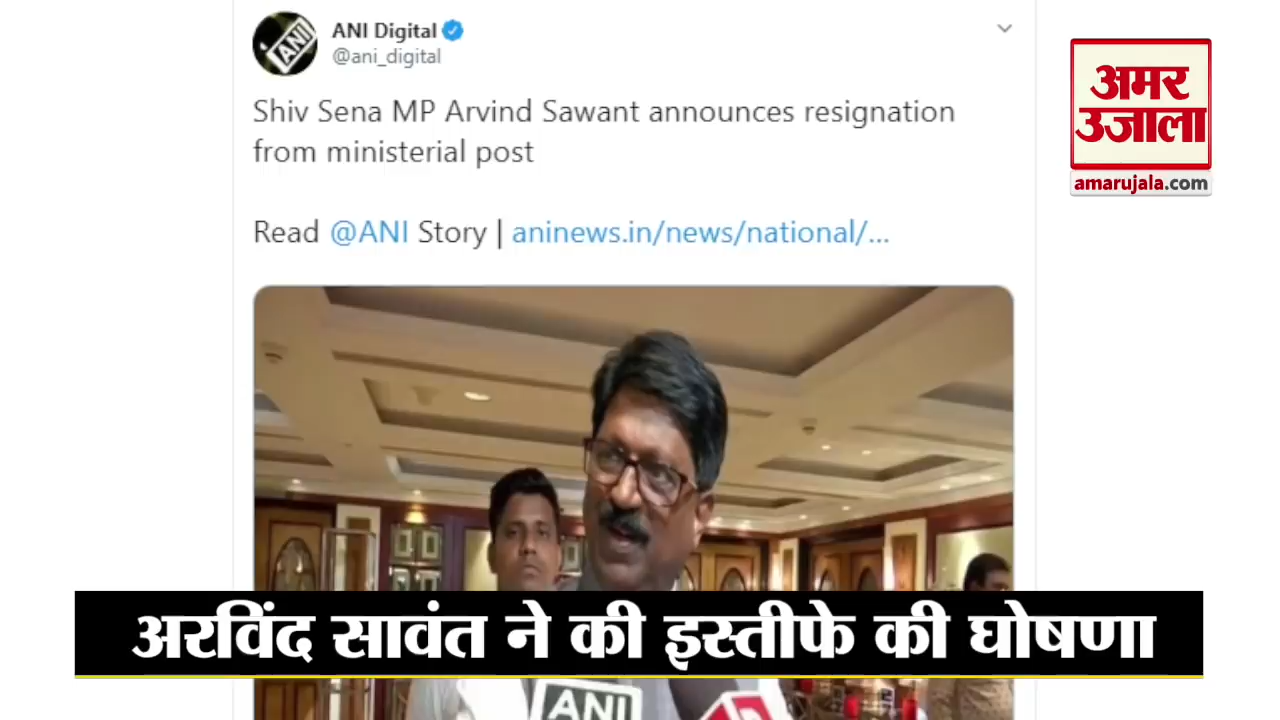 ANI
ANI Digital
@ani_digital
अमर
उजाला
amarujala.com
Shiv Sena MP Arvind Sawant announces resignation
from ministerial post
Read @ANI Story | aninews.in/news/national/...
अरविंद सावंत ने की इस्तीफे की घोषणा
ANI